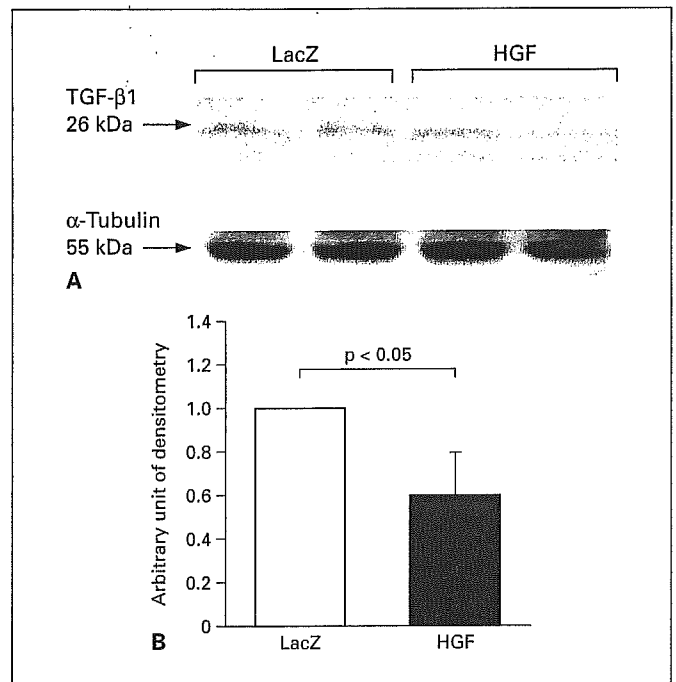 LacZ HGF
TGF-β1
26 kDa
α-Tubulin
55 kDa
A
1.4
1.2
1.0
0.8
0.6
0.4
0.2
0
Arbitrary unit of densitometry
p < 0.05
LacZ HGF
B